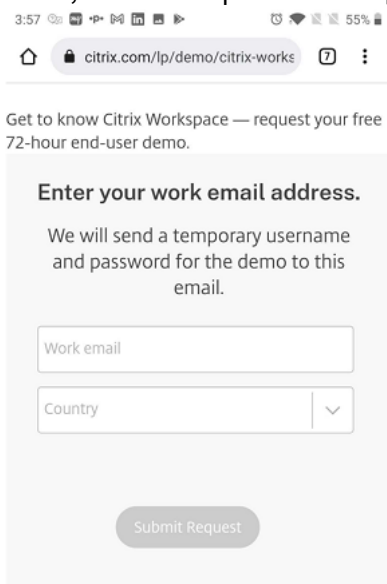 3:57
55%
citrix.com/lp/demo/citrix-works
7
Get to know Citrix Workspace — request your free
72-hour end-user demo.
Enter your work email address.
We will send a temporary username
and password for the demo to this
email.
Work email
Country
Submit Request